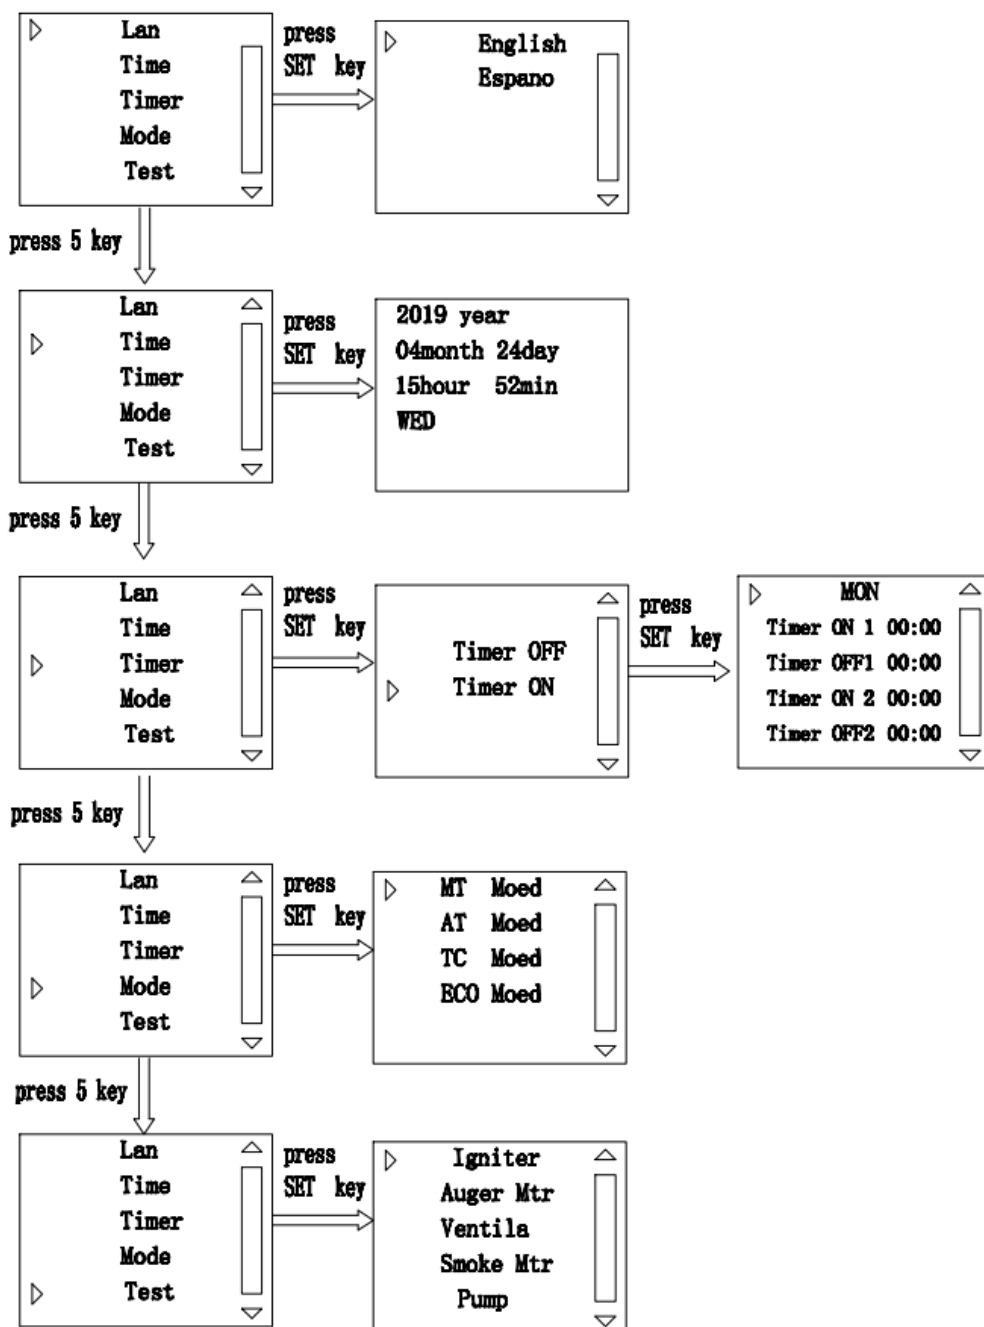 Lan
Time
Timer
Mode
Test
press
SET key
English
Espano
press 5 key
Lan
Time
Timer
Mode
Test
press
SET key
2019 year
04month 24day
15hour 52min
WED
press 5 key
Lan
Time
Timer
Mode
Test
press
SET key
Timer OFF
Timer ON
press
SET key
MON
Timer ON 1 00:00
Timer OFF1 00:00
Timer ON 2 00:00
Timer OFF2 00:00
press 5 key
Lan
Time
Timer
Mode
Test
press
SET key
MT Moed
AT Moed
TC Moed
ECO Moed
press 5 key
Lan
Time
Timer
Mode
Test
press
SET key
Igniter
Auger Mtr
Ventila
Smoke Mtr
Pump